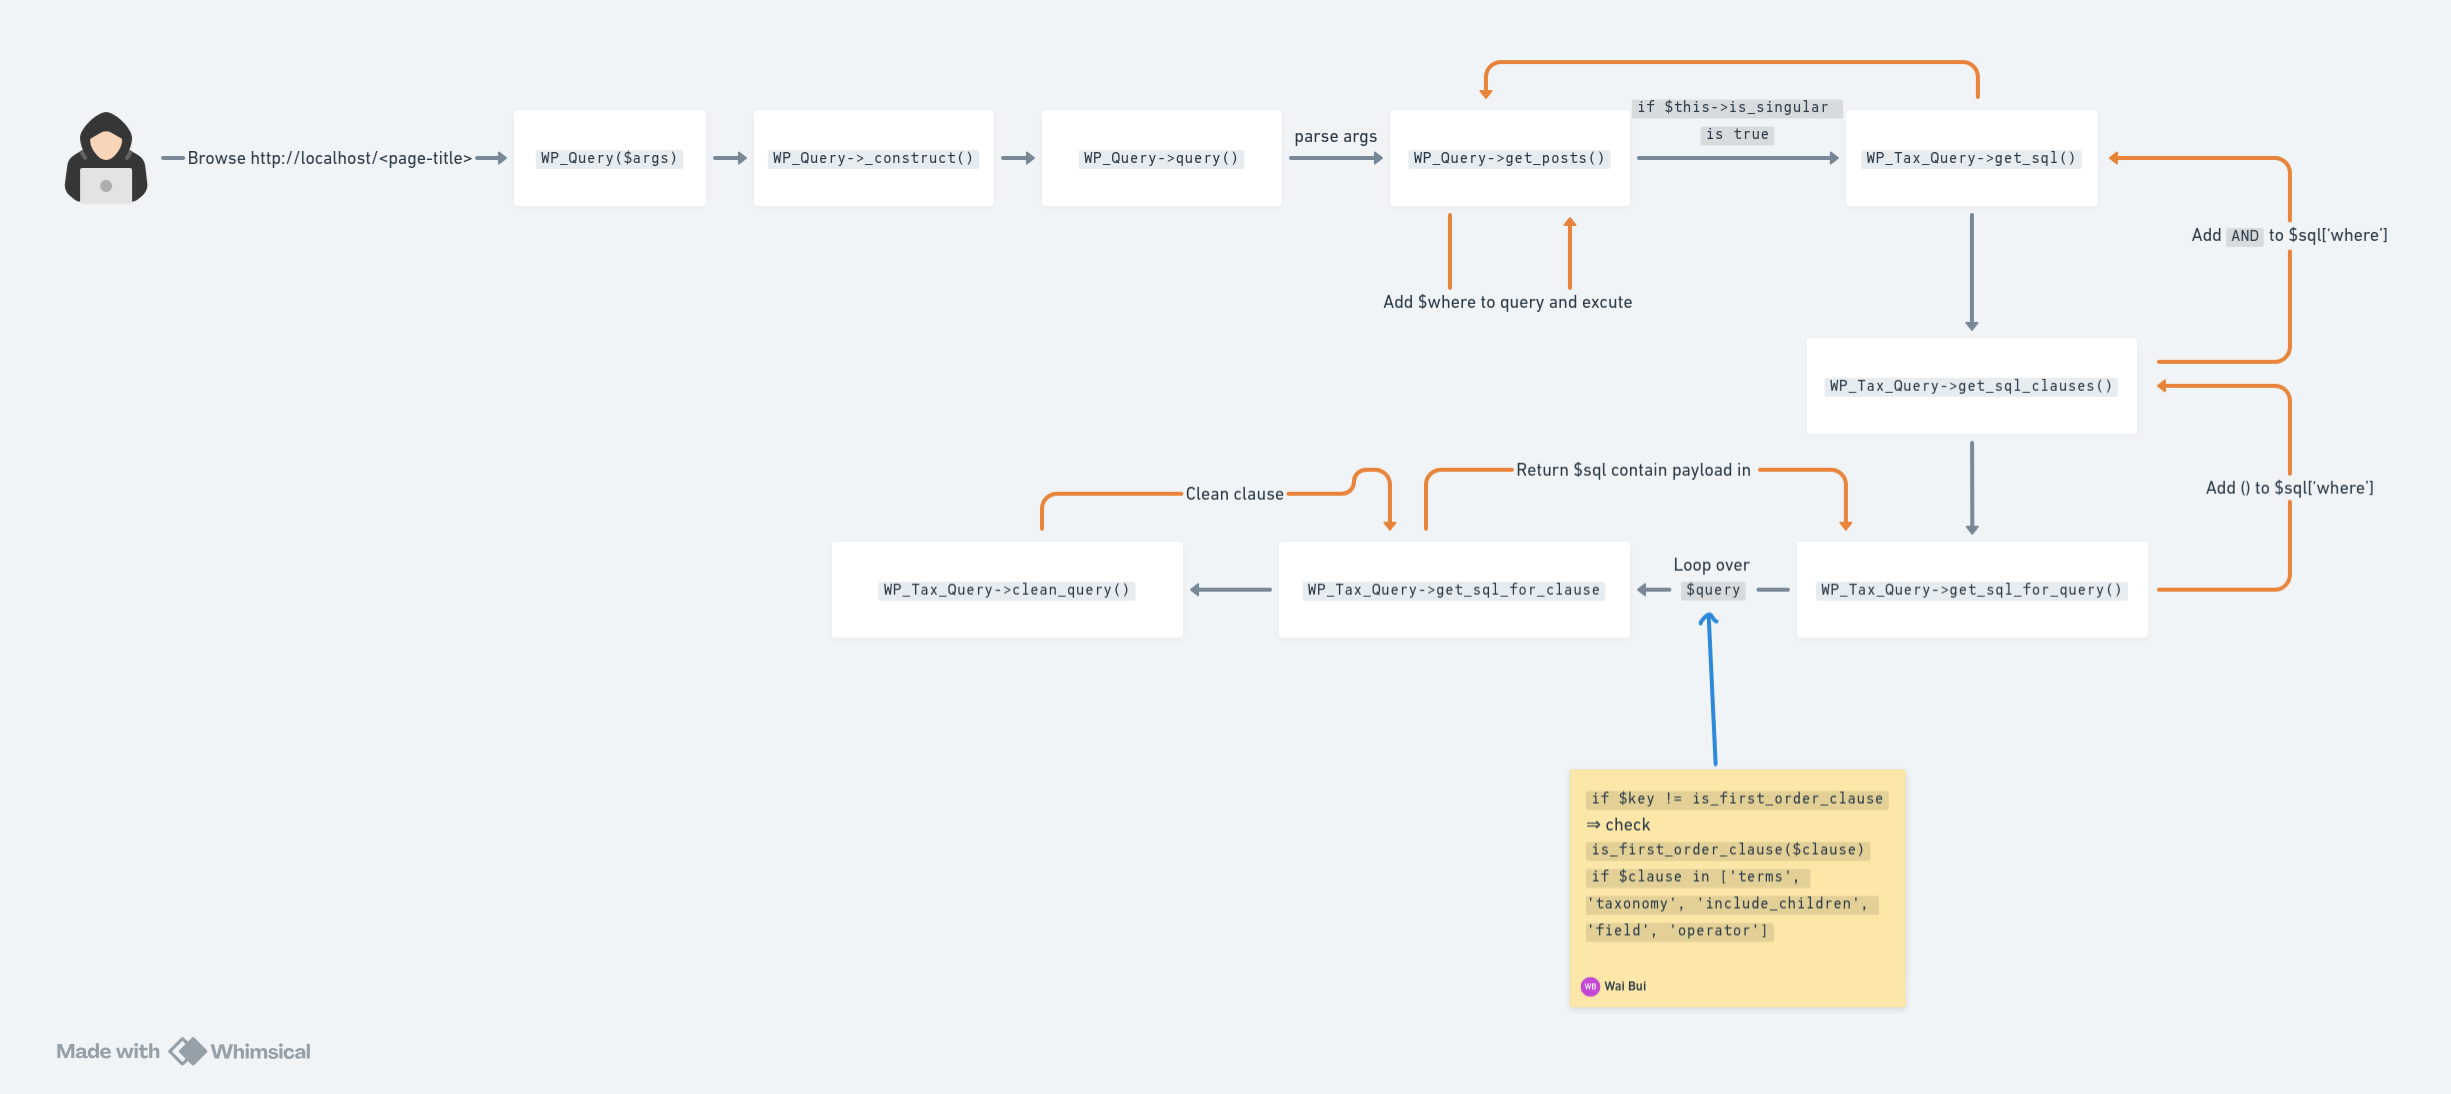 if $this->is_singular
is true
parse args
Browse http://localhost/<page-title>
WP_Query($args)
WP_Query->_construct()
WP_Query->query()
WP_Query->get_posts()
WP_Tax_Query->get_sql()
Add AND to $sql['where']
Add $where to query and excute
WP_Tax_Query->get_sql_clauses()
Return $sql contain payload in
Clean clause
Add () to $sql['where']
Loop over
$query
WP_Tax_Query->clean_query()
WP_Tax_Query->get_sql_for_clause
WP_Tax_Query->get_sql_for_query()
if $key != is_first_order_clause
⇒ check
is_first_order_clause($clause)
if $clause in ['terms',
'taxonomy', 'include_children',
'field', 'operator']
WB Wai Bui
Made with Whimsical